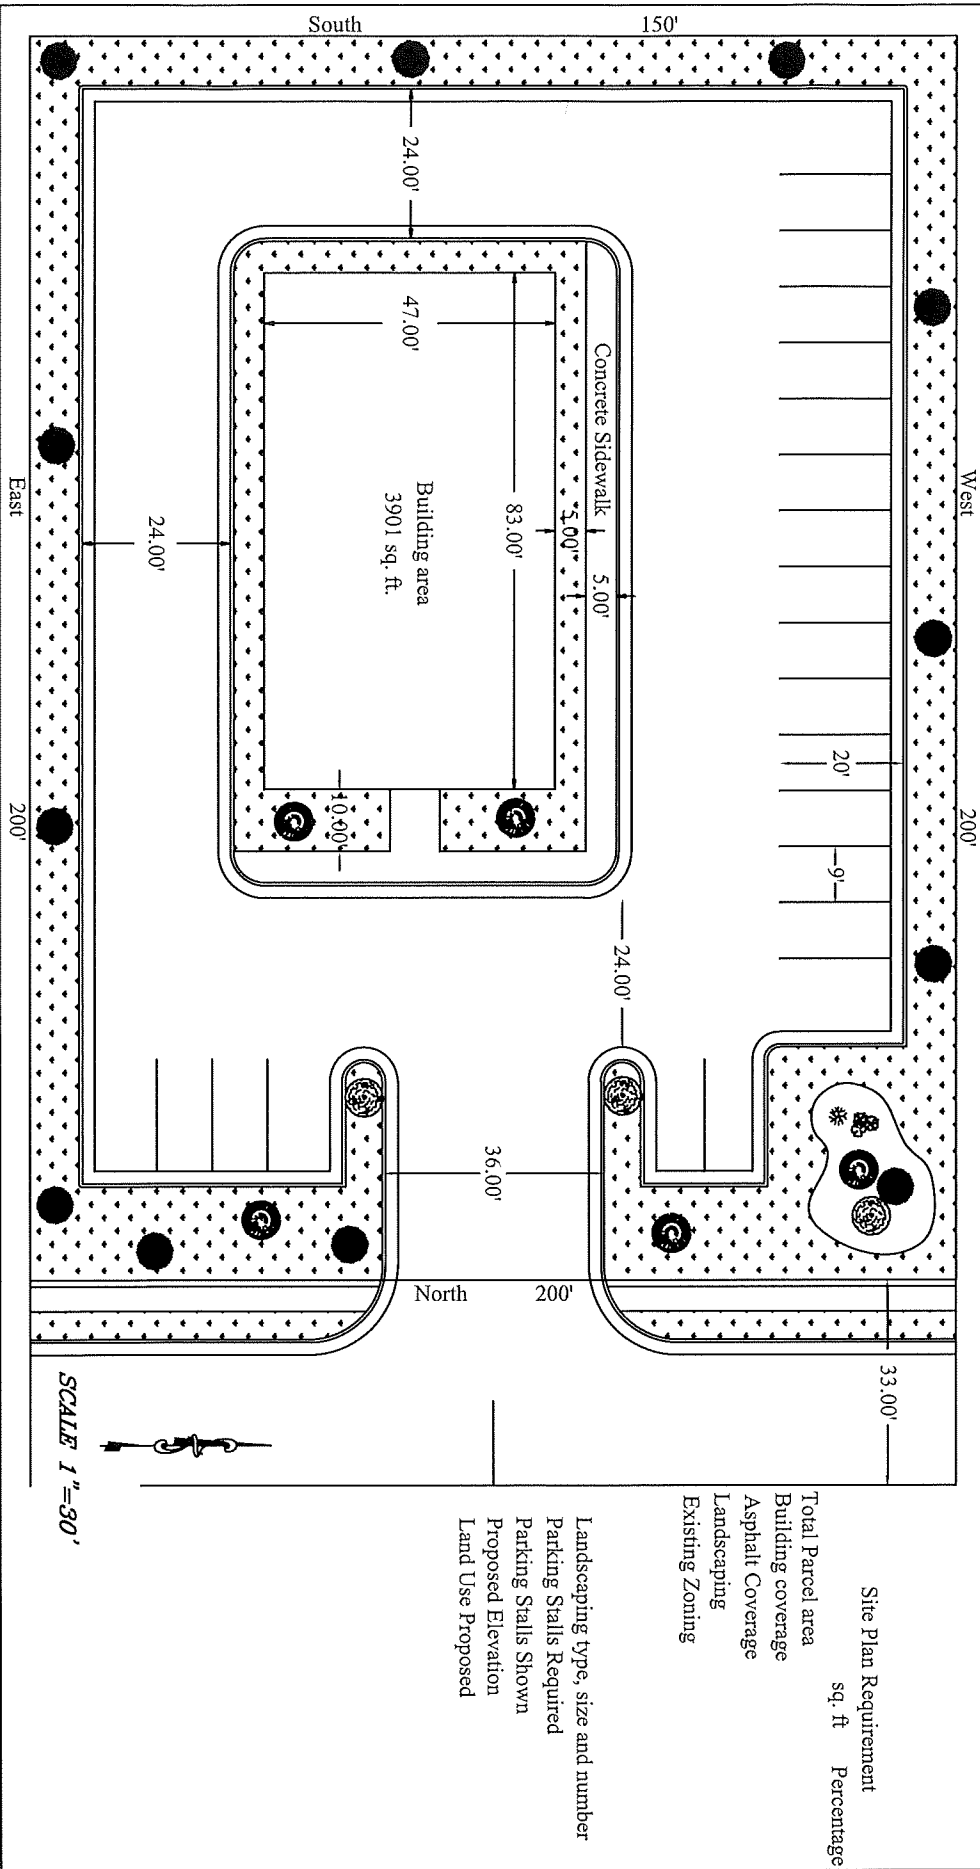 South
150'
West
200'
24.00'
47.00'
Concrete Sidewalk
83.00'
5.00'
5.00'
Building area
3901 sq. ft.
10.00'
24.00'
20'
9'
24.00'
36.00'
East
200'
North
200'
33.00'
SCALE 1"=30'
Site Plan Requirement
sq. ft Percentage
Total Parcel area
Building coverage
Asphalt Coverage
Landscaping
Existing Zoning
Landscaping type, size and number
Parking Stalls Required
Parking Stalls Shown
Proposed Elevation
Land Use Proposed